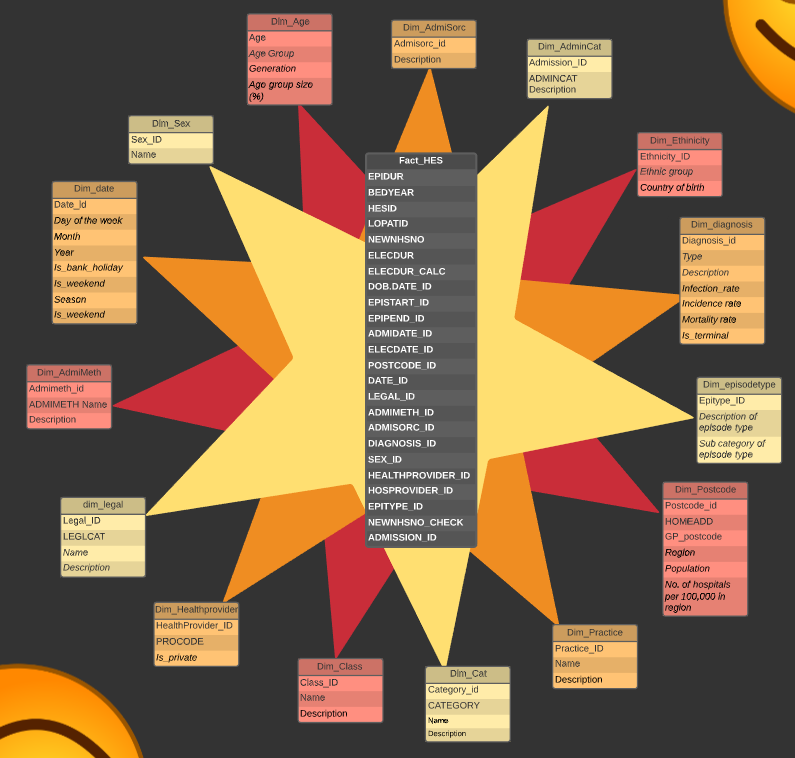 Dim_Age
Age
Age Group
Generation
Ago group sizo
(%)
Dim_AdmiSorc
Admisorc_id
Description
Dim_AdminCat
Admission_ID
ADMINCAT
Description
Dim_Sex
Sex_ID
Name
Dim_Ethinicity
Ethnicity_ID
Ethnic group
Country of birth
Dim_date
Date_id
Day of the week
Month
Year
Is_bank_holiday
Is_weekend
Season
Is_weekend
Fact_HES
EPIDUR
BEDYEAR
HESID
LOPATID
NEWNHSNO
ELECDUR
ELECDUR_CALC
DOB.DATE_ID
EPISTART_ID
EPIPEND_ID
ADMIDATE_ID
ELECDATE_ID
POSTCODE_ID
DATE_ID
LEGAL_ID
ADMIMETH_ID
ADMISORC_ID
DIAGNOSIS_ID
SEX_ID
HEALTHPROVIDER_ID
HOSPROVIDER_ID
EPITYPE_ID
NEWNHSNO_CHECK
ADMISSION_ID
Dim_diagnosis
Diagnosis_id
Type
Description
Infection_rate
Incidence rate
Mortality rate
Is_terminal
Dim_AdmiMeth
Admimeth_id
ADMIMETH Name
Description
Dim_episodetype
Epitype_ID
Description of
episode type
Sub category of
episode type
dim_legal
Legal_ID
LEGLCAT
Name
Description
Dim_Postcode
Postcode_id
HOMEADD
GP_postcode
Region
Population
No. of hospitals
per 100,000 in
region
Dim_Healthprovider
HealthProvider_ID
PROCODE
Is_private
Dim_Class
Class_ID
Name
Description
Dim_Cat
Category_id
CATEGORY
Name
Description
Dim_Practice
Practice_ID
Name
Description